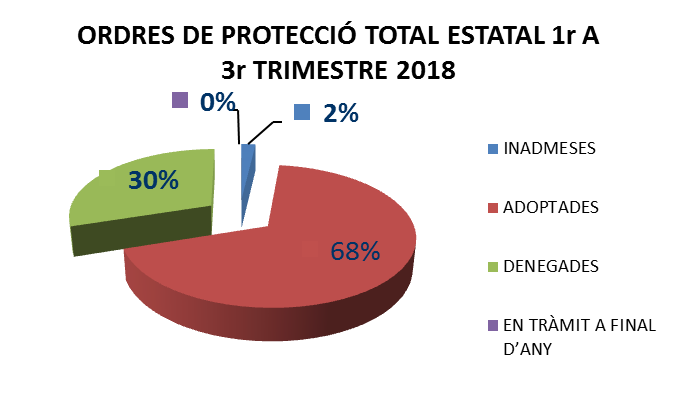 ORDRES DE PROTECCIÓ TOTAL ESTATAL 1r A
3r TRIMESTRE 2018
0%
2%
30%
68%
INADMESES
ADOPTADES
DENEGADES
EN TRÀMIT A FINAL
D’ANY